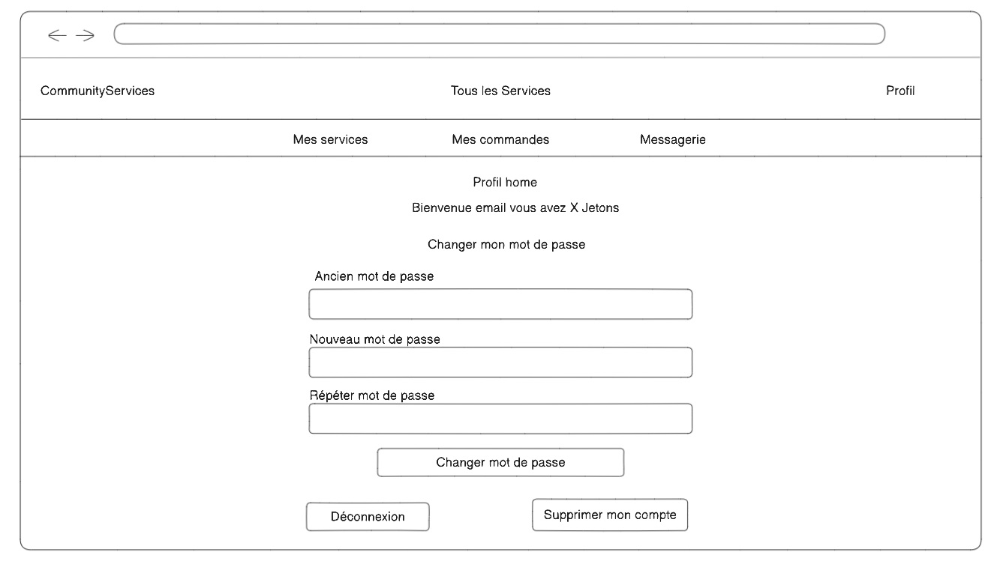 CommunityServices Tous les Services Profil
Mes services Mes commandes Messagerie
Profil home
Bienvenue email vous avez X Jetons
Changer mon mot de passe
Ancien mot de passe
Nouveau mot de passe
Répéter mot de passe
Changer mot de passe
Déconnexion Supprimer mon compte